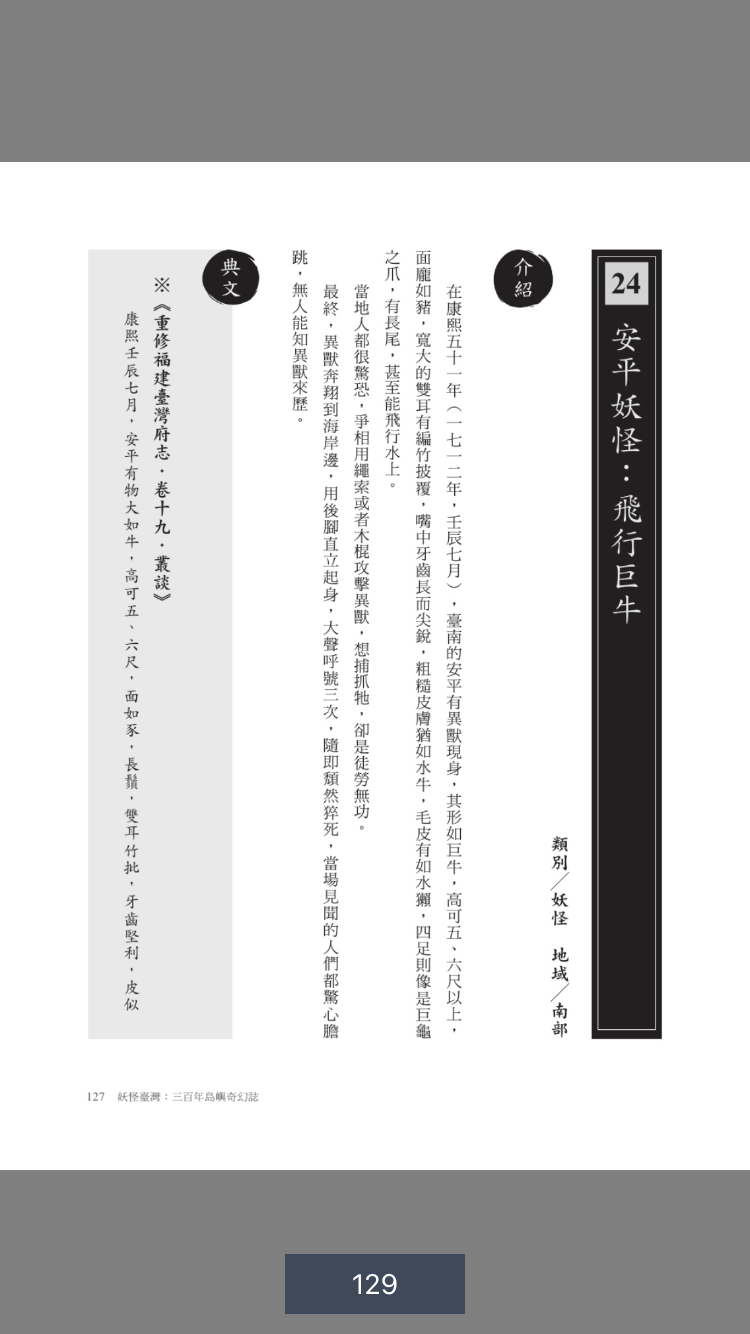 24
安平妖怪：飛行巨牛
類別／妖怪　地域／南部
介紹
在康熙五十一年（一七一二年，壬辰七月），臺南的安平有異獸現身，其形如巨牛，高可五、六尺以上，
面龐如豬，寬大的雙耳有編竹披覆，嘴中牙齒長而尖銳，粗糙皮膚猶如水牛，毛皮有如水獺，四足則像是巨龜
之爪，有長尾，甚至能飛行水上。
當地人都很驚恐，爭相用繩索或者木棍攻擊異獸，想捕抓牠，卻是徒勞無功。
最終，異獸奔翔到海岸邊，用後腳直立起身，大聲呼號三次，隨即頹然猝死，當場見聞的人們都驚心膽
跳，無人能知異獸來歷。
典文
※《重修福建臺灣府志·卷十九·叢談》
康熙壬辰七月，安平有物大如牛，高可五、六尺，面如豕，長鬚，雙耳竹批，牙齒堅利，皮似
127　妖怪臺灣：三百年島嶼奇幻誌
129